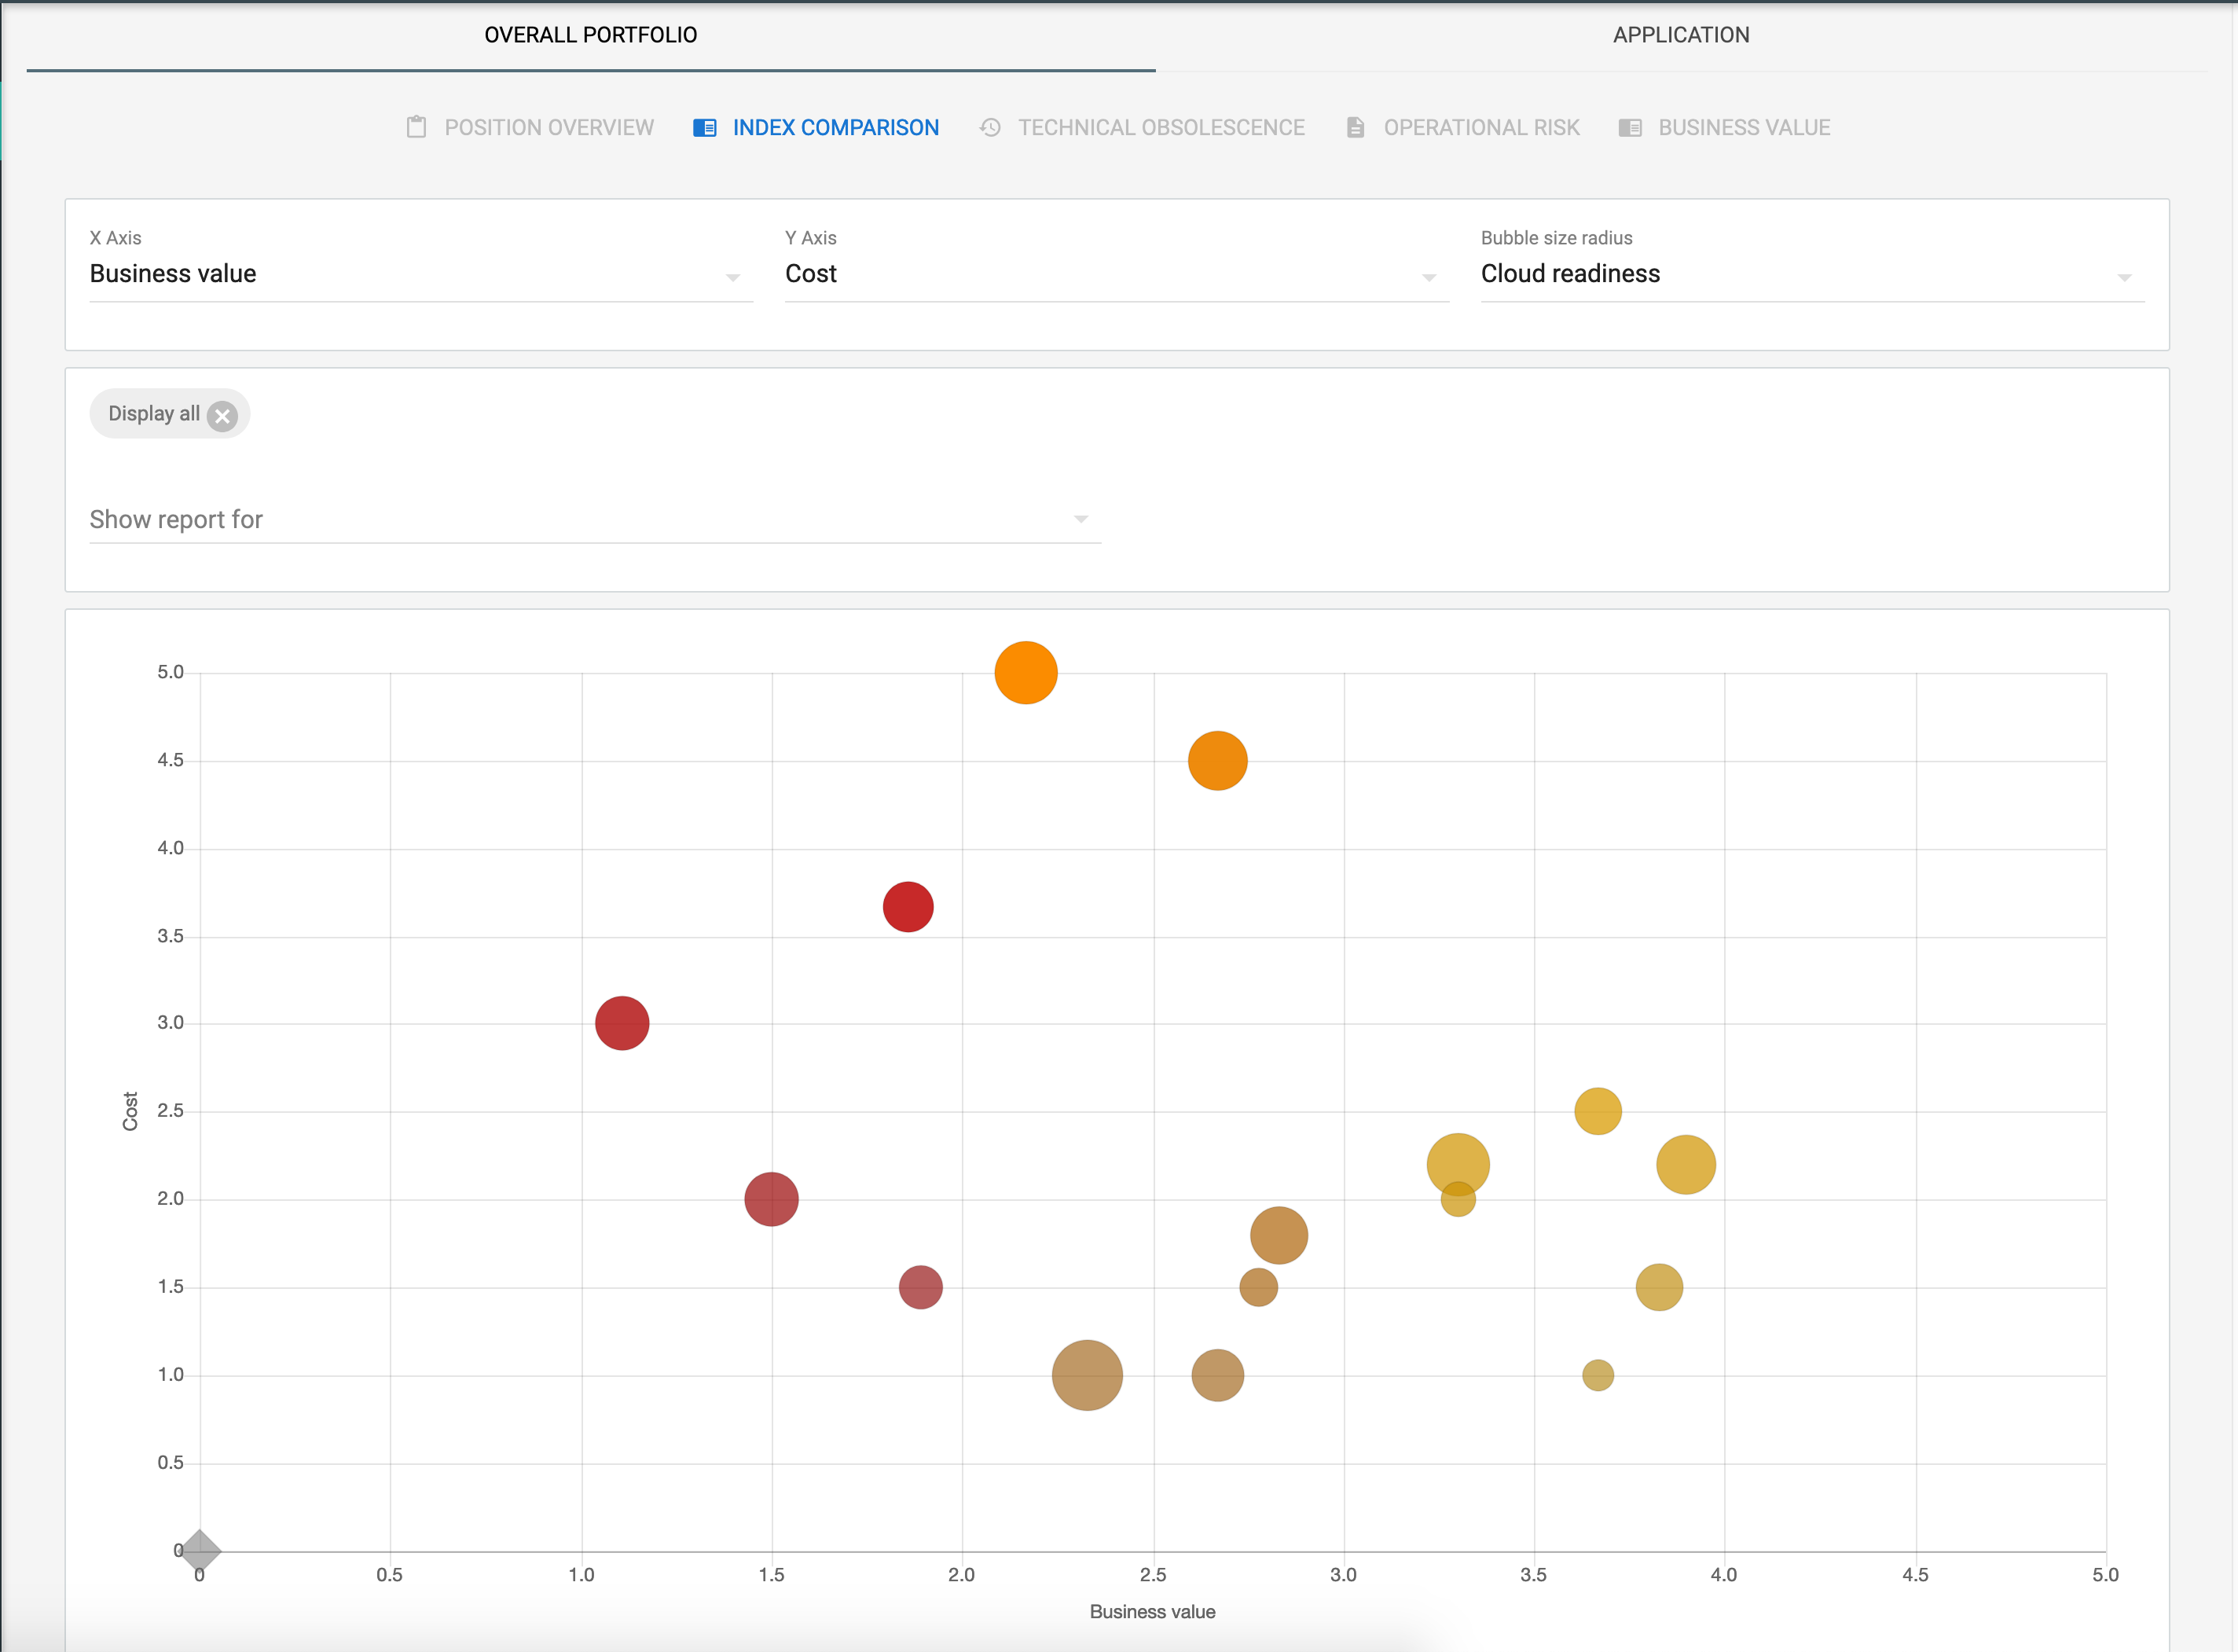 OVERALL PORTFOLIO
APPLICATION
POSITION OVERVIEW
INDEX COMPARISON
TECHNICAL OBSOLESCENCE
OPERATIONAL RISK
BUSINESS VALUE
X Axis
Business value
Y Axis
Cost
Bubble size radius
Cloud readiness
Display all
Show report for
5.0
4.5
4.0
3.5
3.0
2.5
2.0
1.5
1.0
0.5
0
Cost
0
0.5
1.0
1.5
2.0
2.5
3.0
3.5
4.0
4.5
5.0
Business value